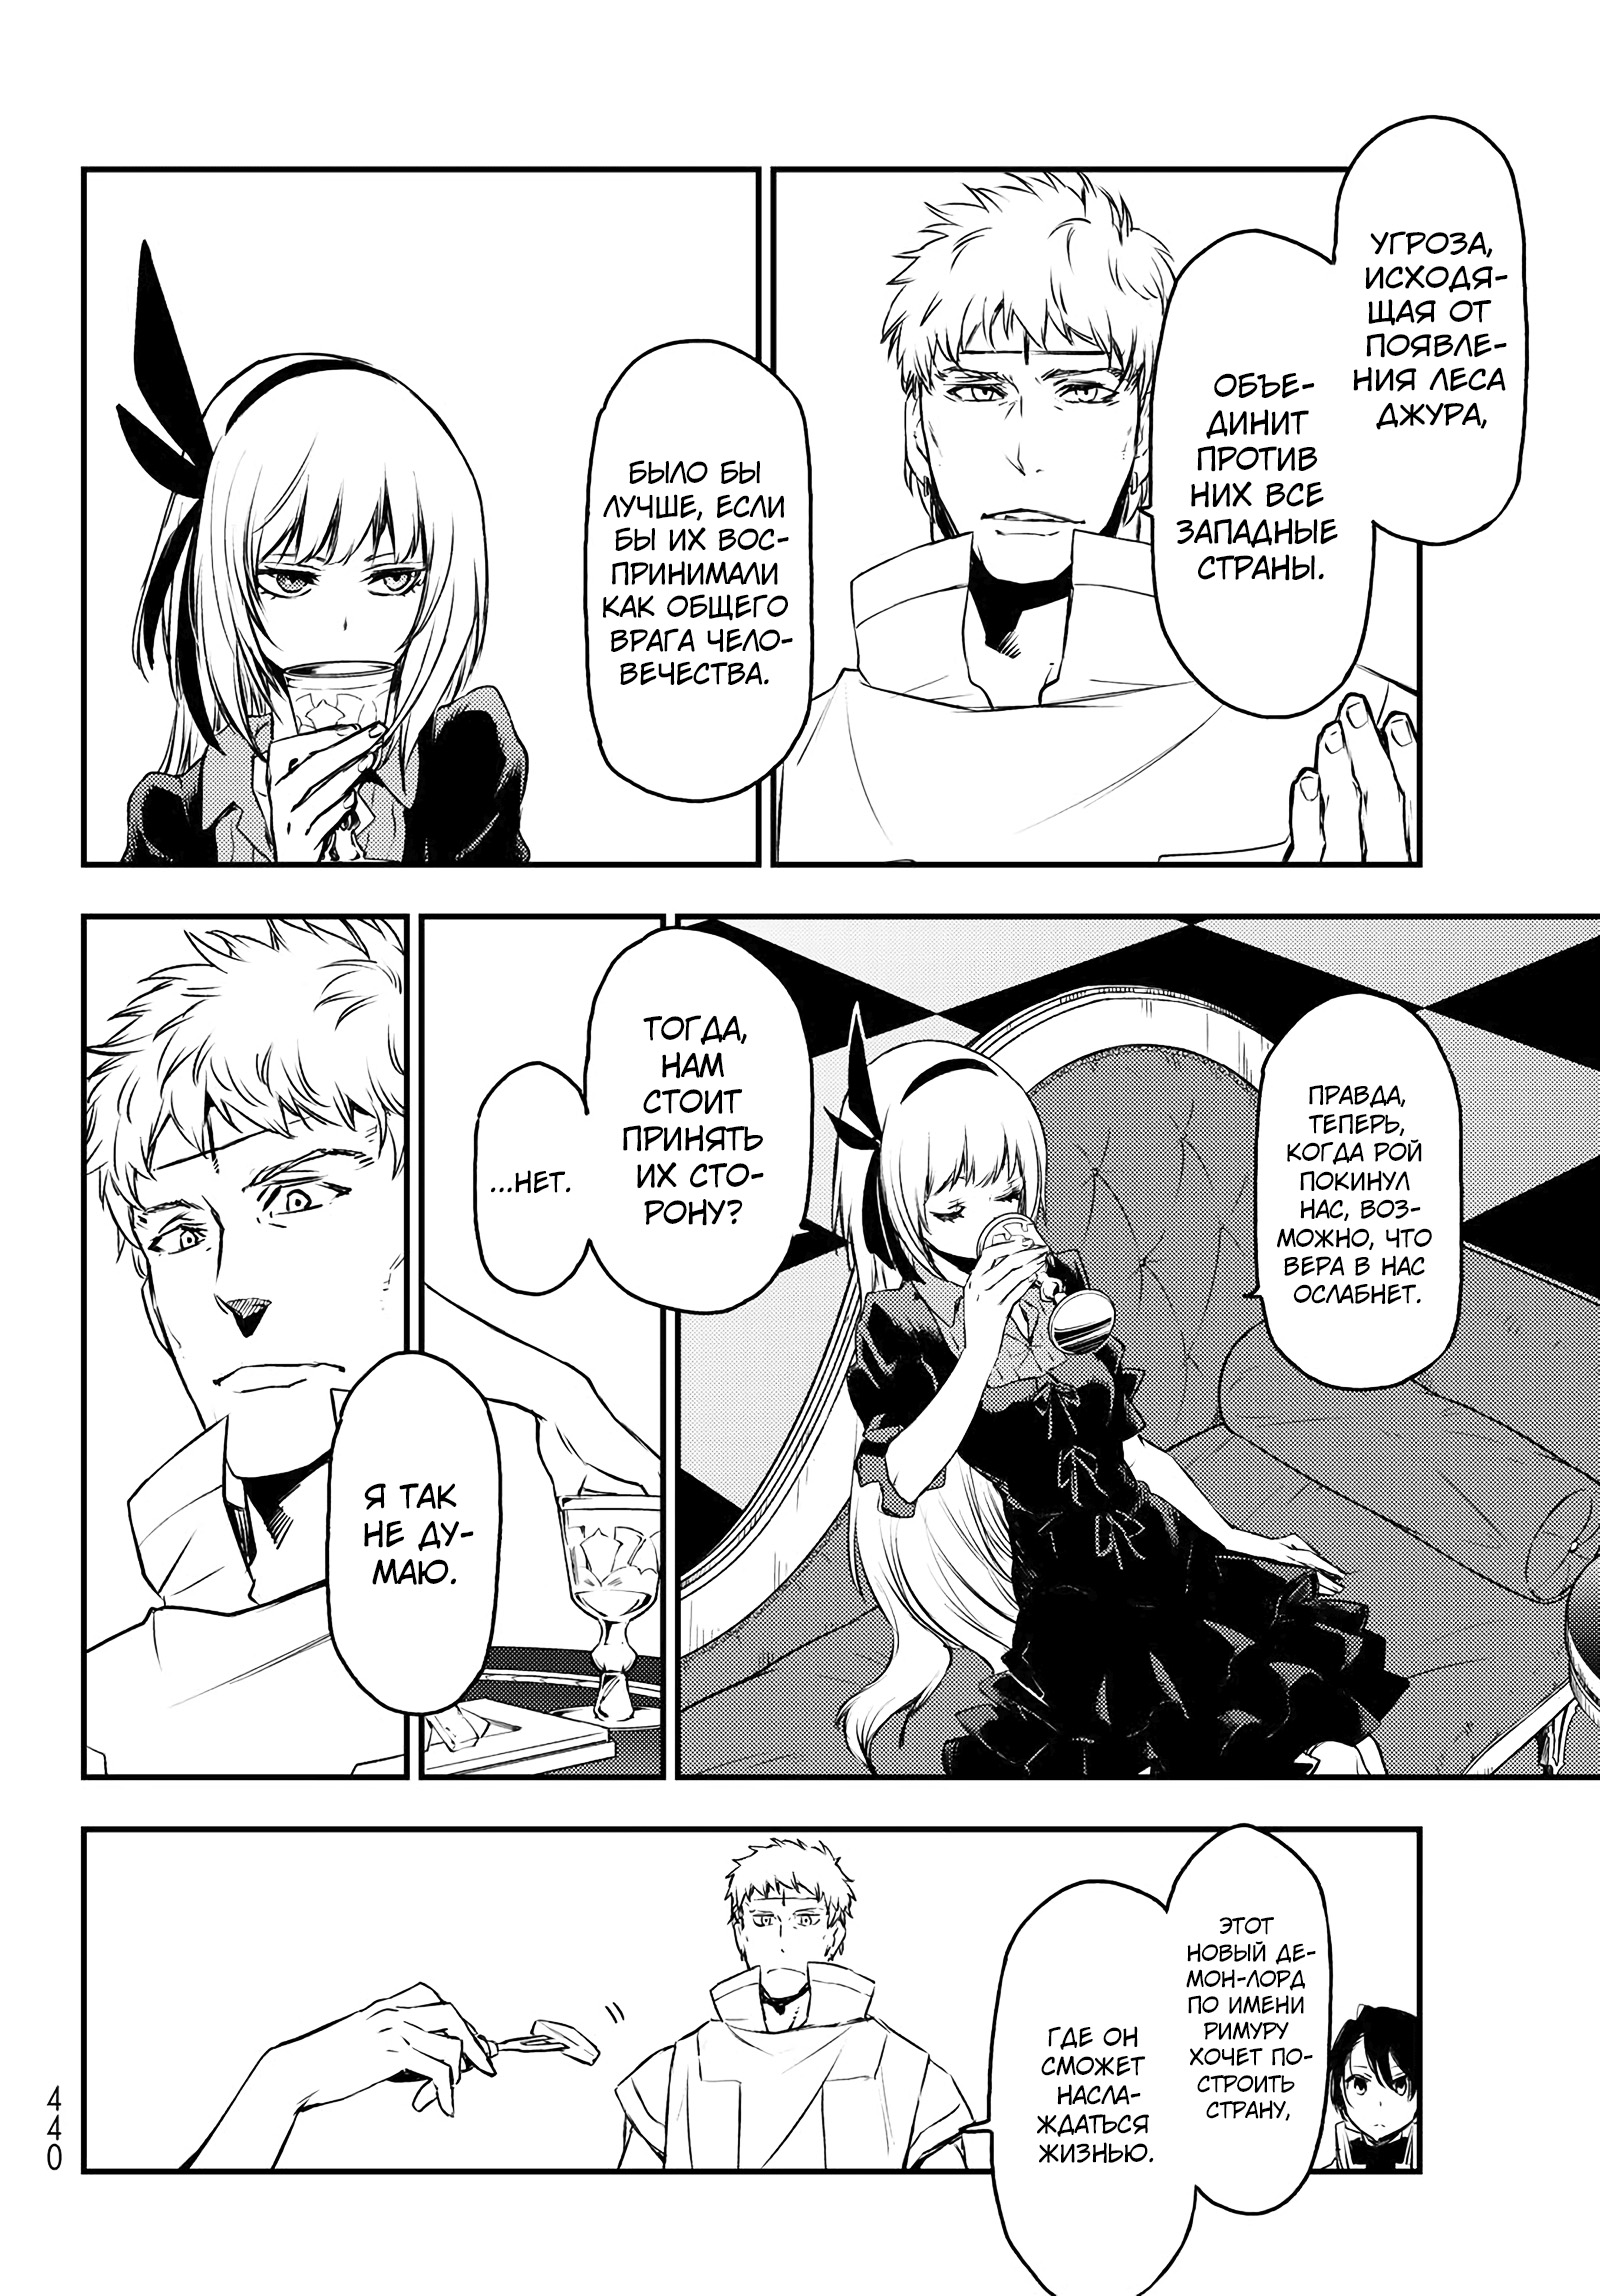 УГРОЗА,
ИСХОДЯ-
ЩАЯ ОТ
ПОЯВЛЕ-
НИЯ ЛЕСА
ДЖУРА,
ОБЪЕ-
ДИНИТ
ПРОТИВ
НИХ ВСЕ
ЗАПАДНЫЕ
СТРАНЫ.
БЫЛО БЫ
ЛУЧШЕ, ЕСЛИ
БЫ ИХ ВОС-
ПРИНИМАЛИ
КАК ОБЩЕГО
ВРАГА ЧЕЛО-
ВЕЧЕСТВА.
ПРАВДА,
ТЕПЕРЬ,
КОГДА РОЙ
ПОКИНУЛ
НАС, ВОЗ-
МОЖНО, ЧТО
ВЕРА В НАС
ОСЛАБНЕТ.
ТОГДА,
НАМ
СТОИТ
ПРИНЯТЬ
ИХ СТО-
РОНУ?
...НЕТ.
Я ТАК
НЕ ДУ-
МАЮ.
ЭТОТ
НОВЫЙ ДЕ-
МОН-ЛОРД
ПО ИМЕНИ
РИМУРУ
ХОЧЕТ ПО-
СТРОИТЬ
СТРАНУ,
ГДЕ ОН
СМОЖЕТ
НАСЛА-
ЖДАТЬСЯ
ЖИЗНЬЮ.
440